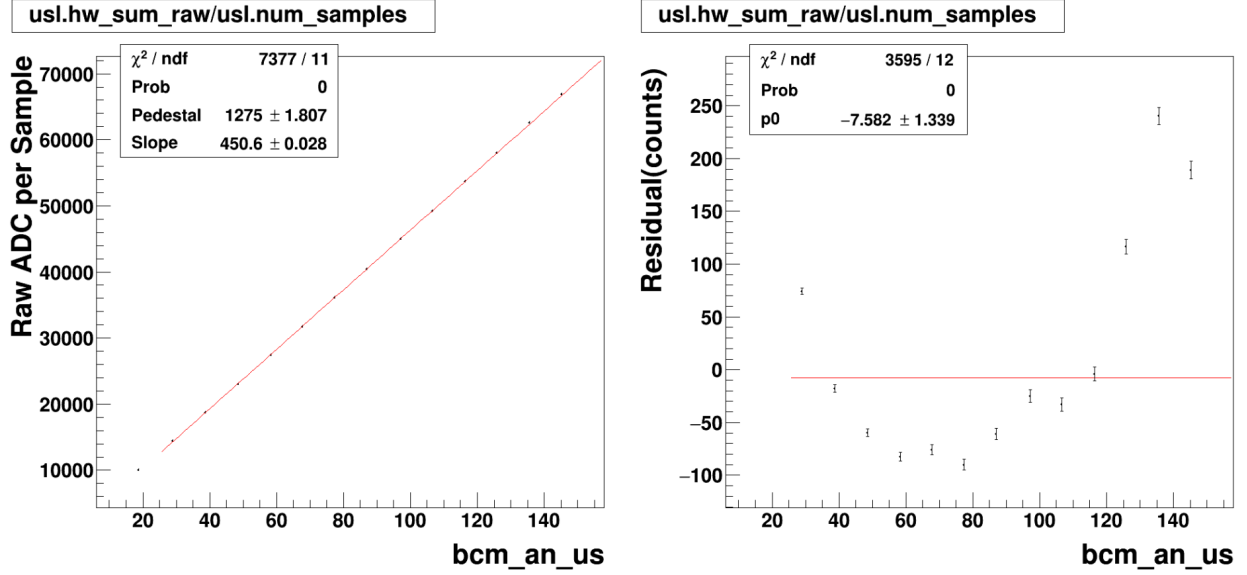 usl.hw_sum_raw/usl.num_samples
χ² / ndf 7377 / 11
Prob 0
Pedestal 1275 ± 1.807
Slope 450.6 ± 0.028
Raw ADC per Sample
70000
60000
50000
40000
30000
20000
10000
20 40 60 80 100 120 140
bcm_an_us
usl.hw_sum_raw/usl.num_samples
χ² / ndf 3595 / 12
Prob 0
p0 −7.582 ± 1.339
Residual(counts)
250
200
150
100
50
0
−50
−100
20 40 60 80 100 120 140
bcm_an_us